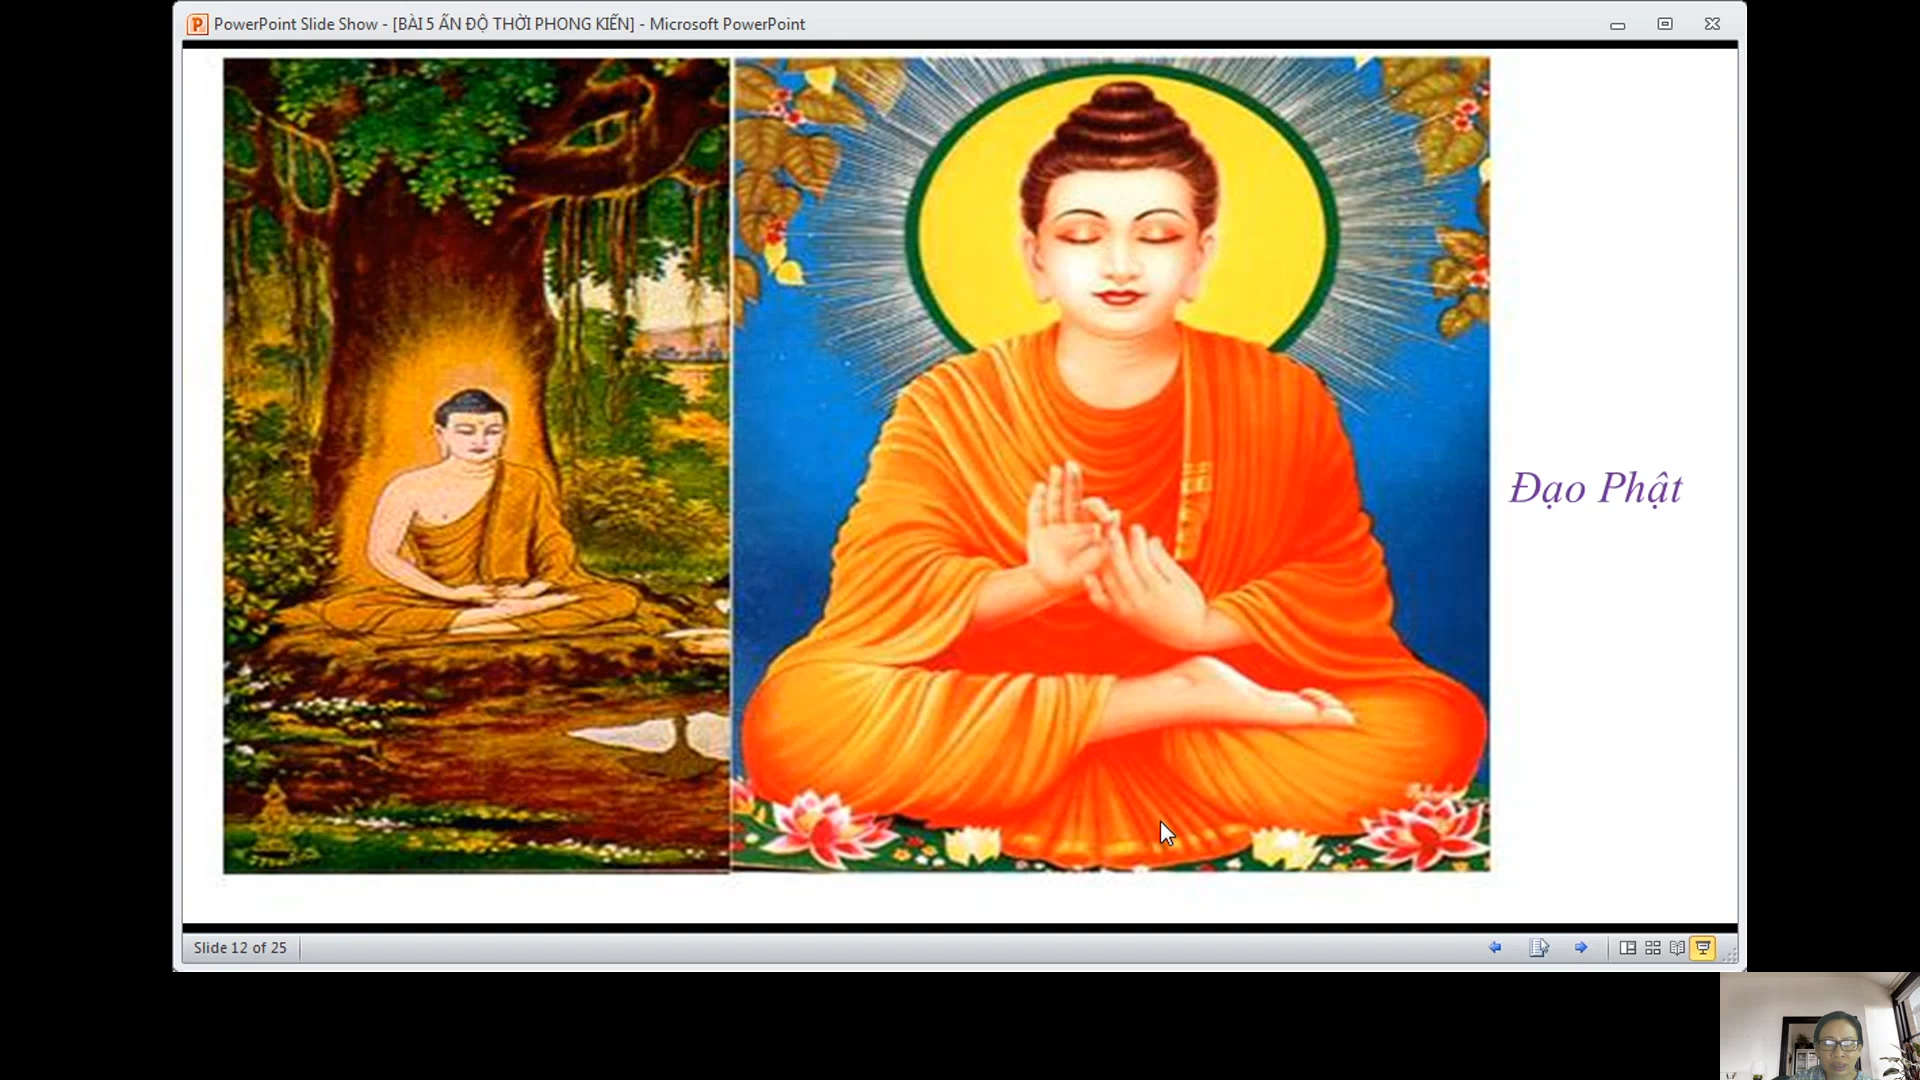 PowerPoint Slide Show - [BÀI 5 ẤN ĐỘ THỜI PHONG KIẾN] - Microsoft PowerPoint
Đạo Phật
Slide 12 of 25